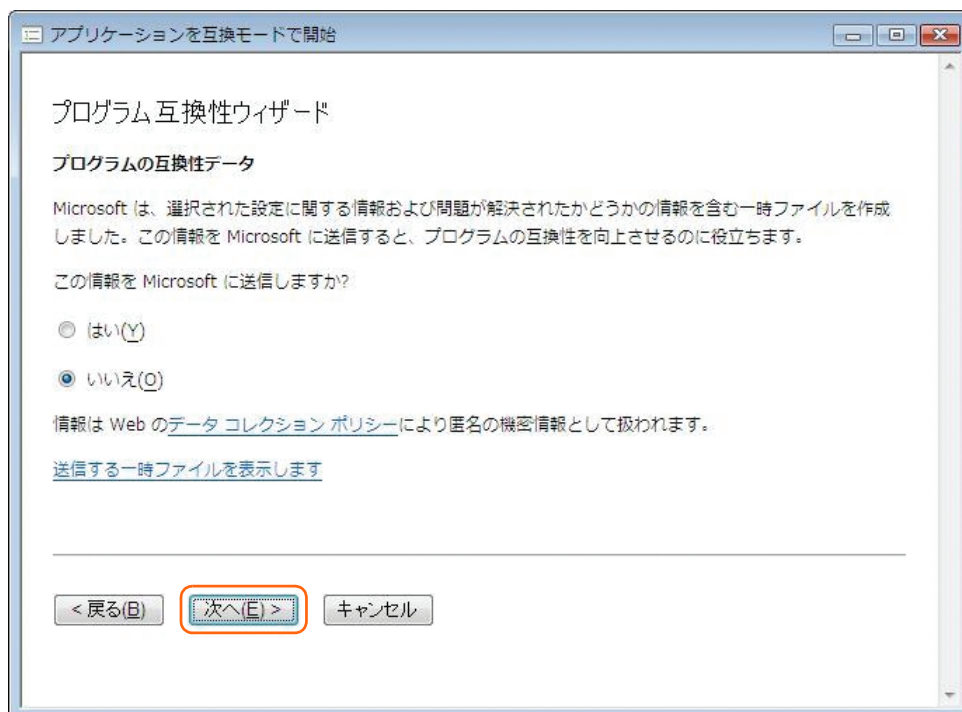 アプリケーションを互換モードで開始
プログラム互換性ウィザード
プログラムの互換性データ
Microsoft は、選択された設定に関する情報および問題が解決されたかどうかの情報を含む一時ファイルを作成
しました。この情報を Microsoft に送信すると、プログラムの互換性を向上させるのに役立ちます。
この情報を Microsoft に送信しますか?
はい(Y)
いいえ(O)
情報は Web のデータ コレクション ポリシーにより匿名の機密情報として扱われます。
送信する一時ファイルを表示します
< 戻る(B) 次へ(E) > キャンセル